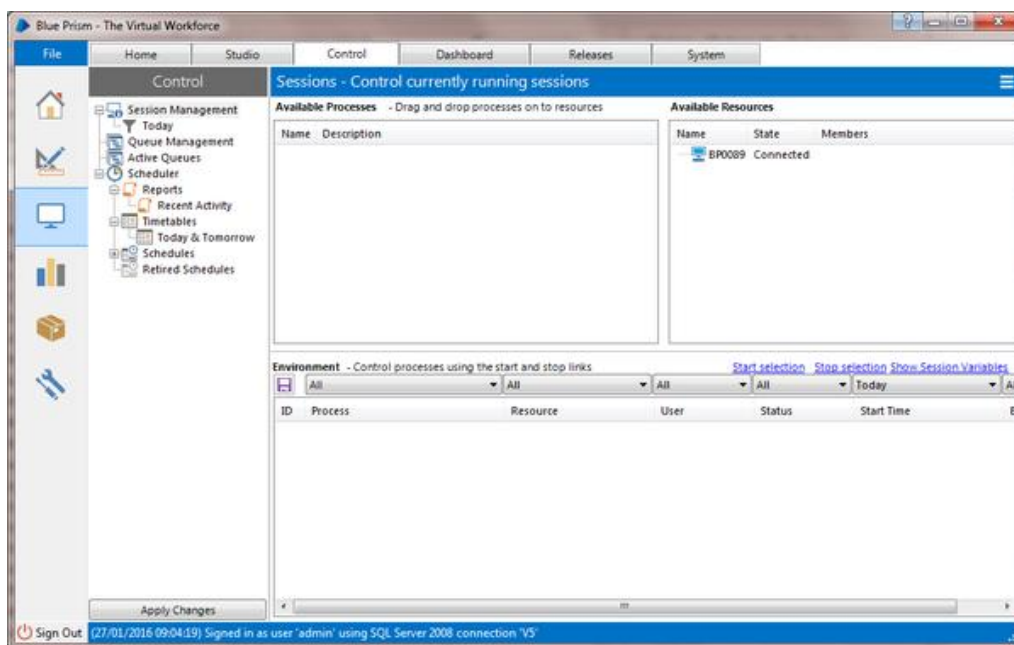 Blue Prism - The Virtual Workforce
File Home Studio Control Dashboard Releases System
Control
Session Management
Today
Queue Management
Active Queues
Scheduler
Reports
Recent Activity
Timetables
Today & Tomorrow
Schedules
Retired Schedules
Apply Changes
Sessions - Control currently running sessions
Available Processes - Drag and drop processes on to resources
Name Description
Available Resources
Name State Members
BP0089 Connected
Environment - Control processes using the start and stop links Start selection Stop selection Show Session Variables
All All All All Today
ID Process Resource User Status Start Time
Sign Out (27/01/2016 09:04:19) Signed in as user 'admin' using SQL Server 2008 connection 'V5'